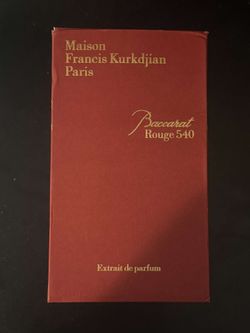 Maison
Francis Kurkdjian
Paris
Baccarat
Rouge 540
Extrait de parfum